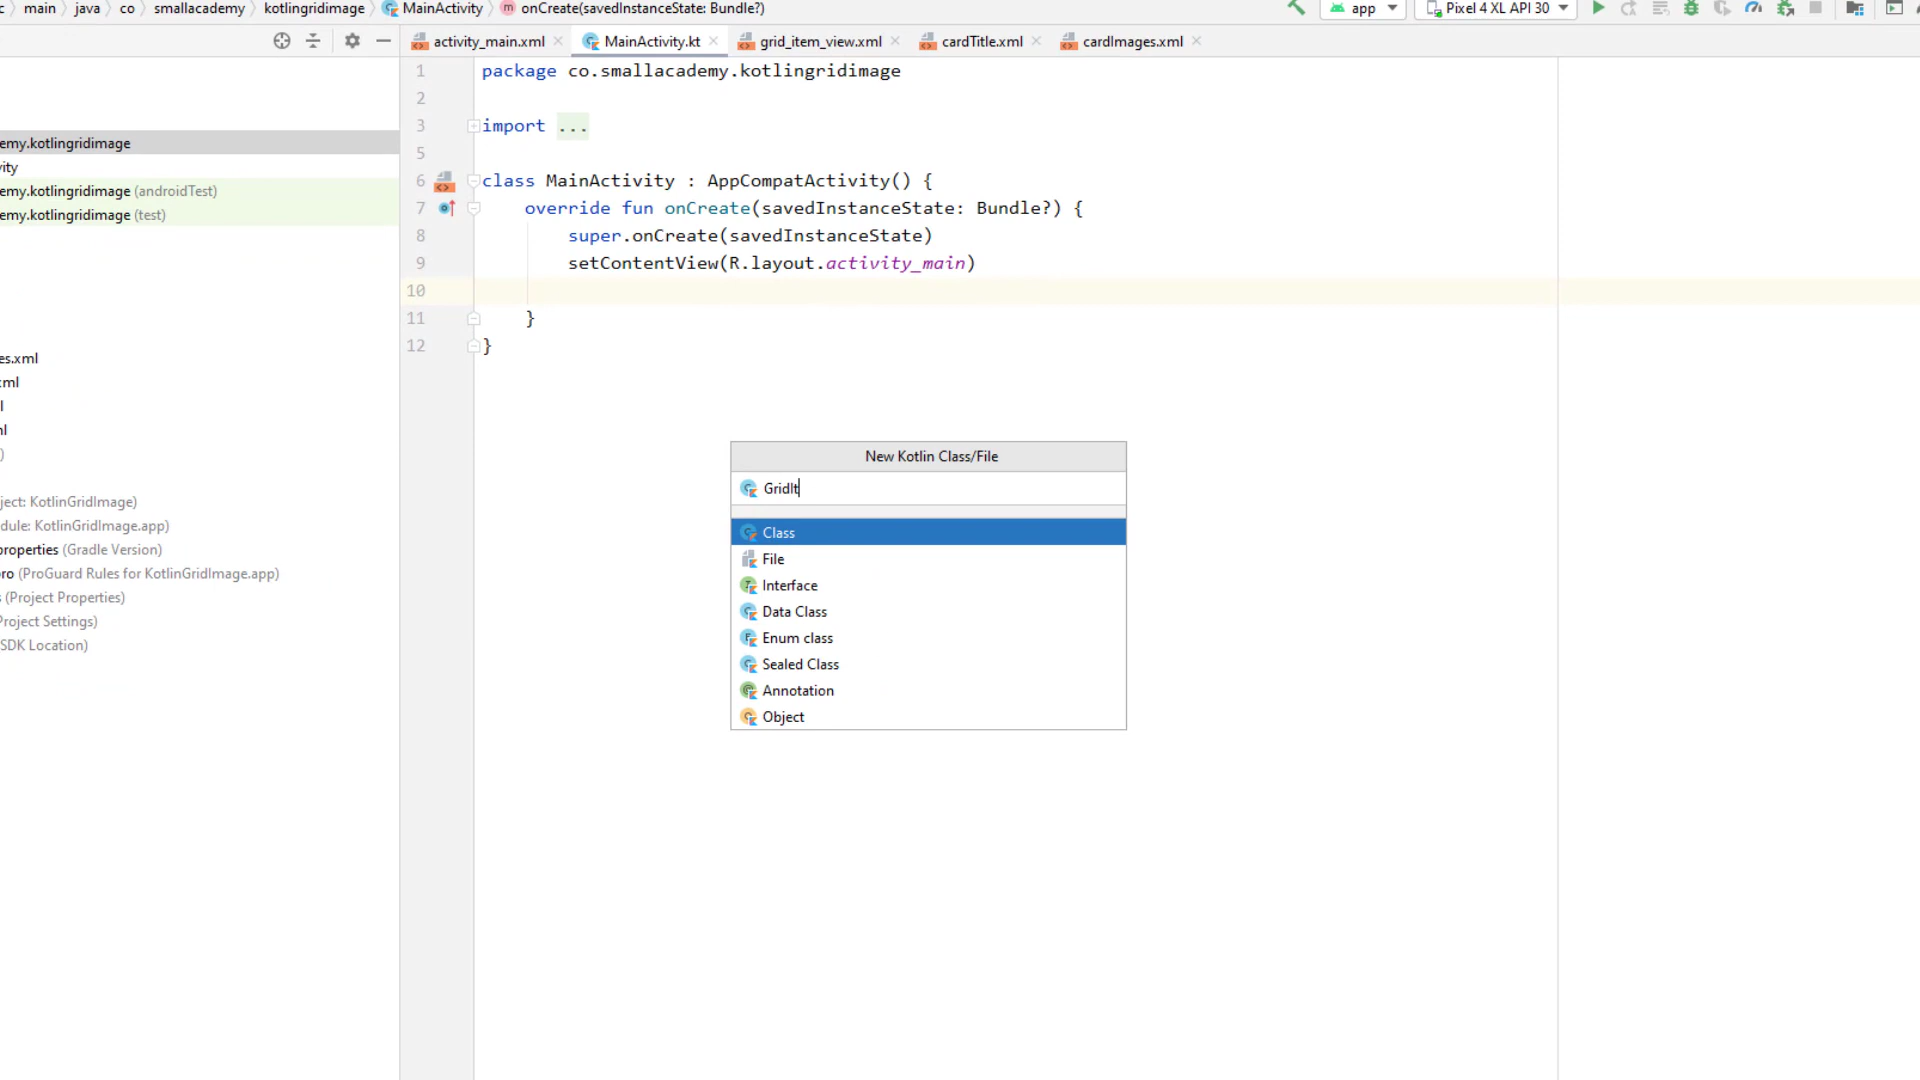 c > main > java > co > smallacademy > kotlingridimage > MainActivity > onCreate(savedInstanceState: Bundle?)
app Pixel 4 XL API 30
activity_main.xml MainActivity.kt grid_item_view.xml cardTitle.xml cardImages.xml
emy.kotlingridimage
ity
emy.kotlingridimage (androidTest)
emy.kotlingridimage (test)
es.xml
ml
l
nl
)
ject: KotlinGridImage)
dule: KotlinGridImage.app)
properties (Gradle Version)
ro (ProGuard Rules for KotlinGridImage.app)
s (Project Properties)
Project Settings)
SDK Location)
1 package co.smallacademy.kotlingridimage
2
3 import ...
5
6 class MainActivity : AppCompatActivity() {
7 override fun onCreate(savedInstanceState: Bundle?) {
8 super.onCreate(savedInstanceState)
9 setContentView(R.layout.activity_main)
10
11 }
12 }
New Kotlin Class/File
GridIt
Class
File
Interface
Data Class
Enum class
Sealed Class
Annotation
Object